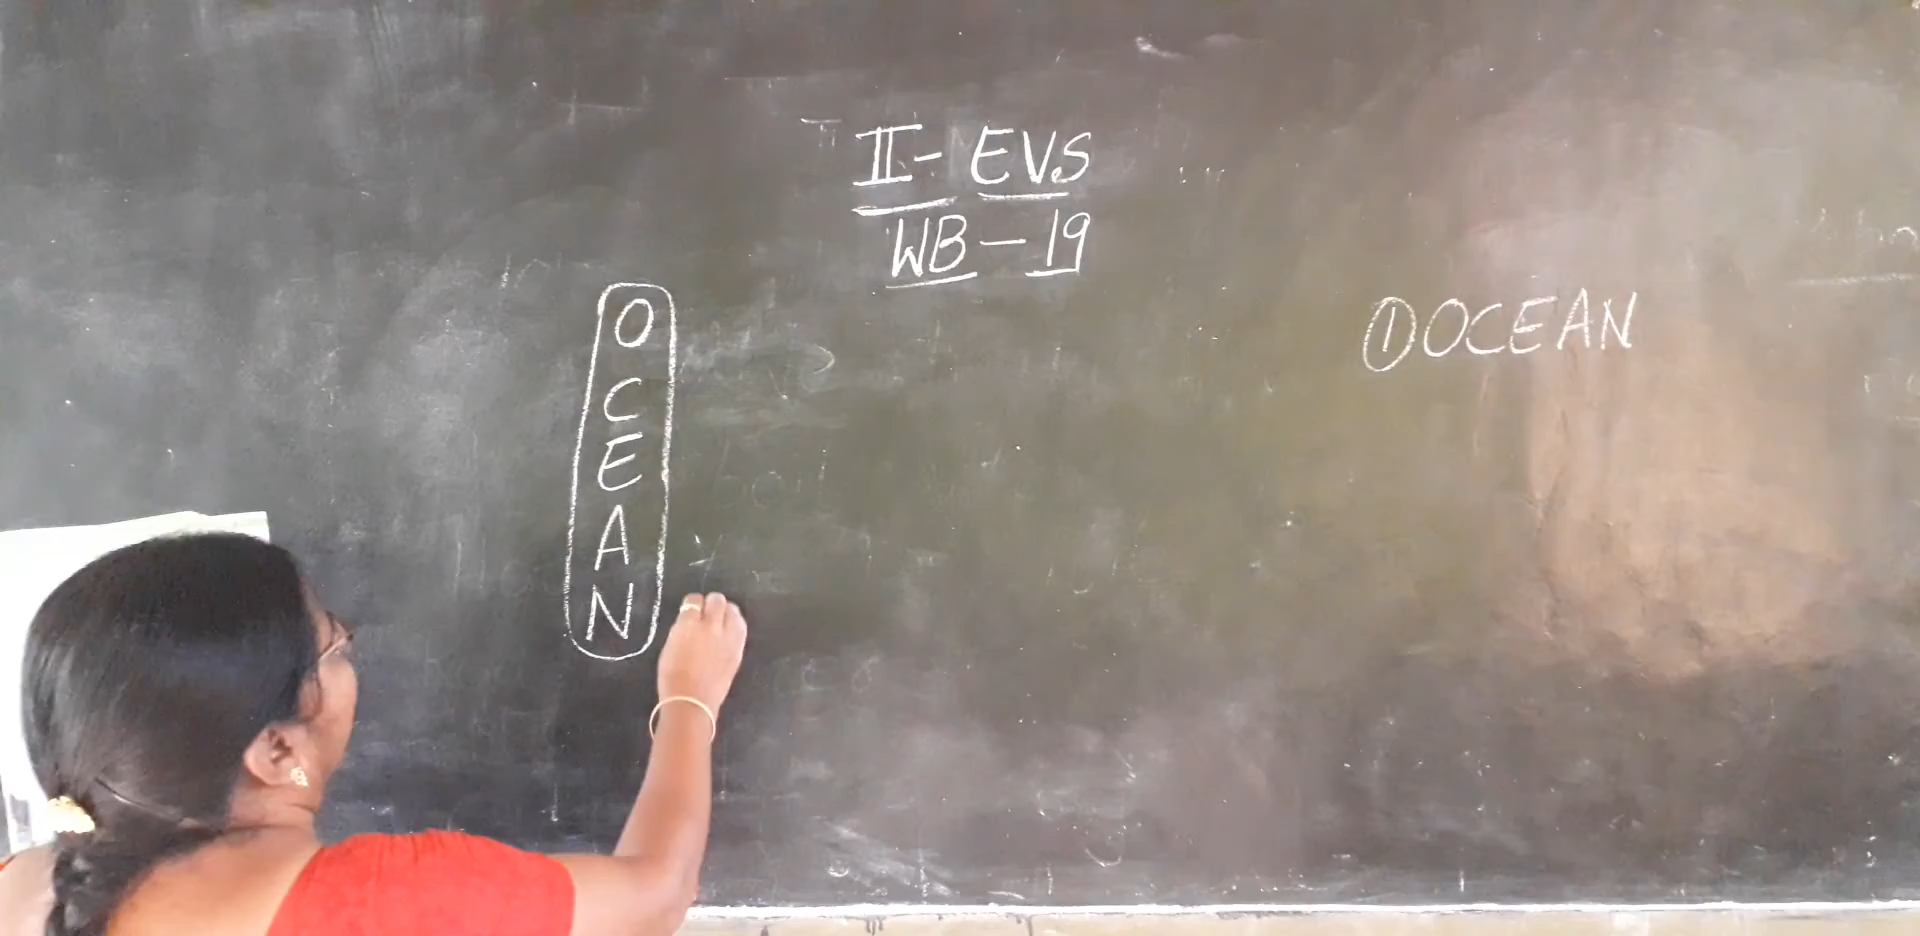 II - EVS
WB - 19
O
C
E
A
N
① OCEAN